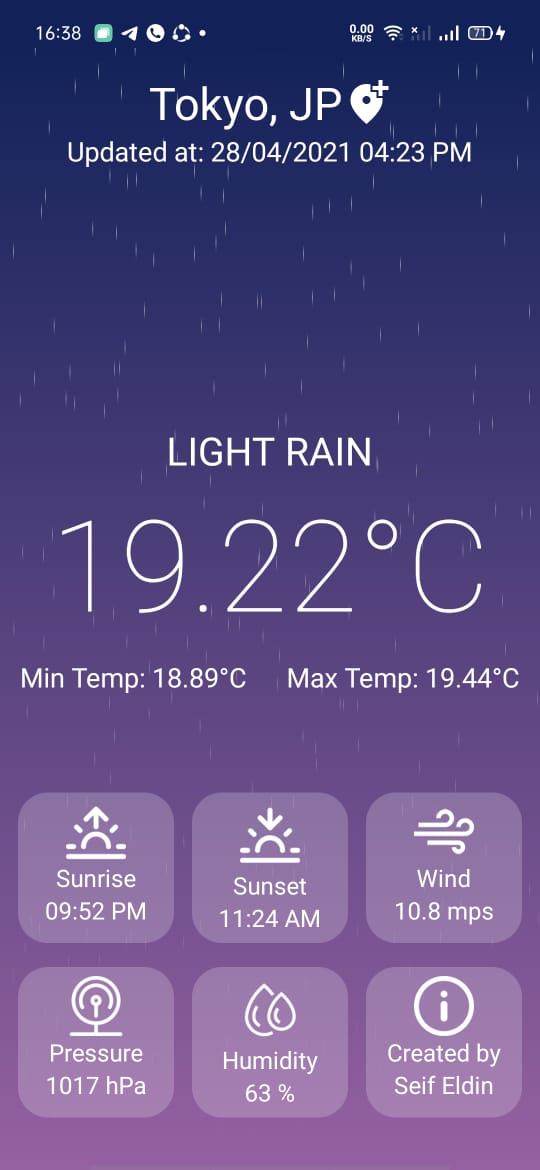 16:38 0.00 KB/S 71
Tokyo, JP
Updated at: 28/04/2021 04:23 PM
LIGHT RAIN
19.22°C
Min Temp: 18.89°C Max Temp: 19.44°C
Sunrise
09:52 PM
Sunset
11:24 AM
Wind
10.8 mps
Pressure
1017 hPa
Humidity
63 %
Created by
Seif Eldin